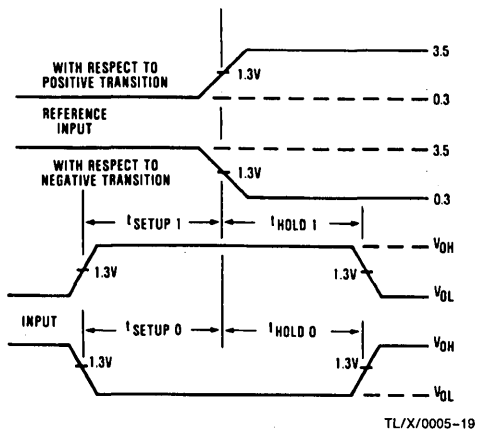 WITH RESPECT TO
POSITIVE TRANSITION
1.3V
3.5
0.3
REFERENCE
INPUT
WITH RESPECT TO
NEGATIVE TRANSITION
1.3V
3.5
0.3
t SETUP 1
t HOLD 1
1.3V
1.3V
VOH
VOL
INPUT
t SETUP 0
t HOLD 0
1.3V
1.3V
VOH
VOL
TL/X/0005-19